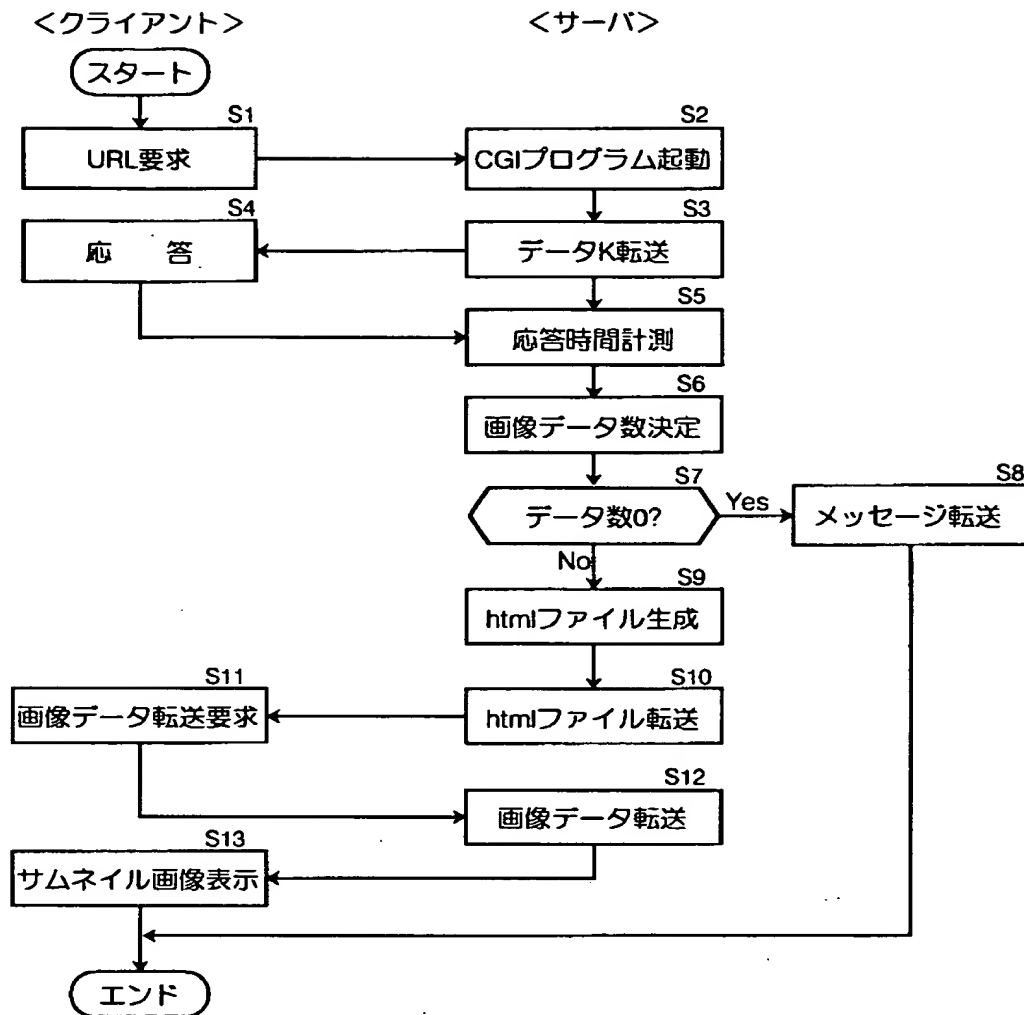 ＜クライアント＞
＜サーバ＞
スタート
S1
URL要求
S2
CGIプログラム起動
S3
データK転送
S4
応　答
S5
応答時間計測
S6
画像データ数決定
S7
データ数0?
Yes
S8
メッセージ転送
No
S9
htmlファイル生成
S10
htmlファイル転送
S11
画像データ転送要求
S12
画像データ転送
S13
サムネイル画像表示
エンド